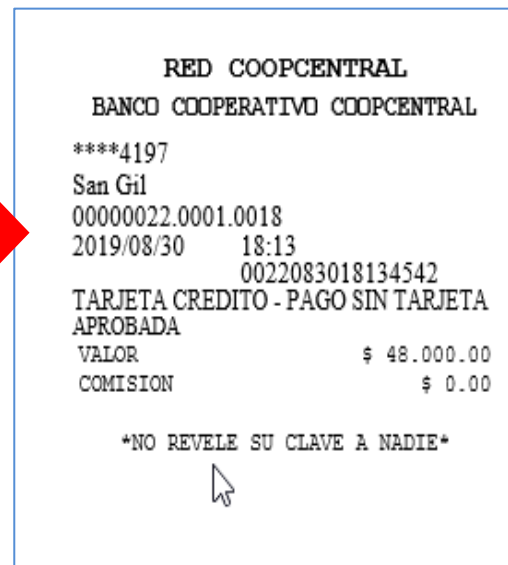 RED COOPCENTRAL
BANCO COOPERATIVO COOPCENTRAL
****4197
San Gil
00000022.0001.0018
2019/08/30 18:13
0022083018134542
TARJETA CREDITO - PAGO SIN TARJETA
APROBADA
VALOR $ 48.000.00
COMISION $ 0.00
*NO REVELE SU CLAVE A NADIE*